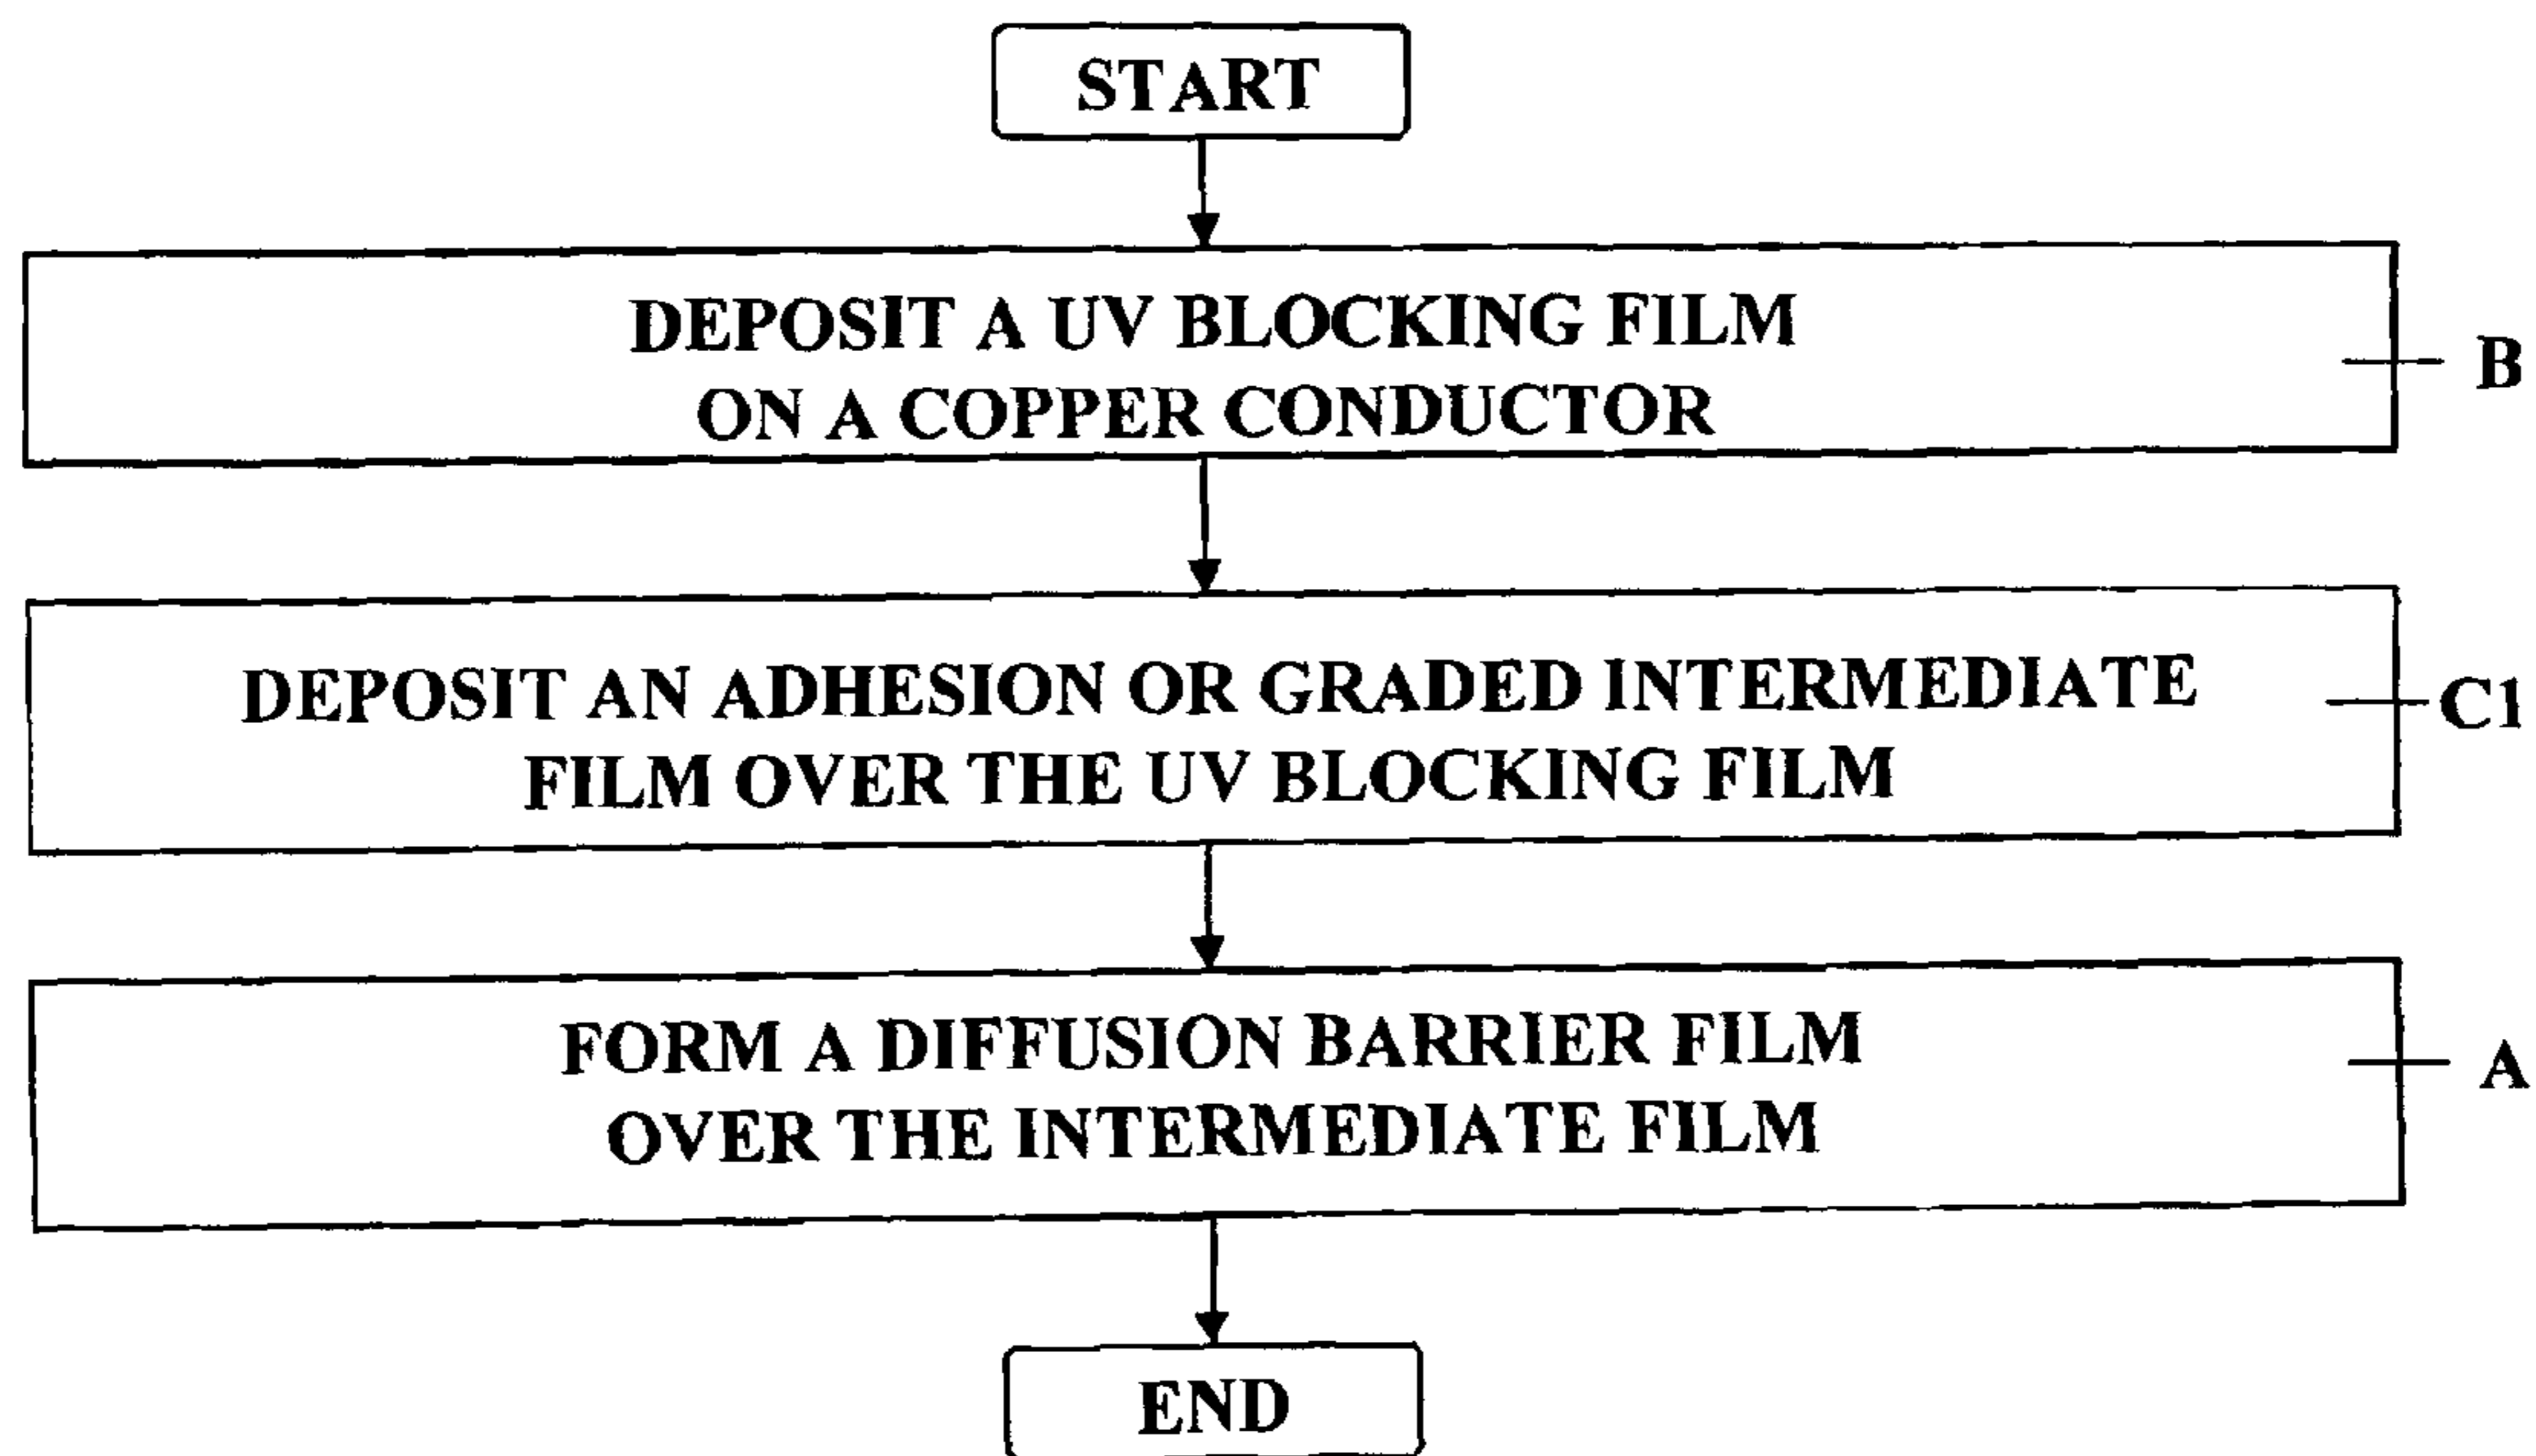 START
DEPOSIT A UV BLOCKING FILM
ON A COPPER CONDUCTOR
B
DEPOSIT AN ADHESION OR GRADED INTERMEDIATE
FILM OVER THE UV BLOCKING FILM
C1
FORM A DIFFUSION BARRIER FILM
OVER THE INTERMEDIATE FILM
A
END